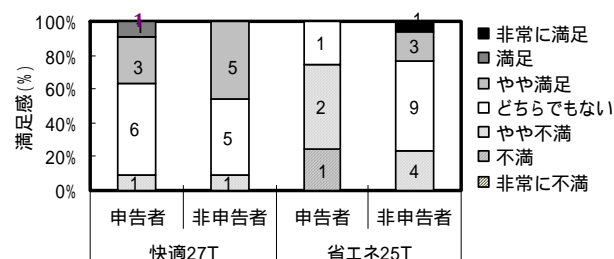 満足感(%)
100%
80%
60%
40%
20%
0%
1
1
3
6
1
5
5
1
1
2
1
1
3
9
4
申告者
非申告者
申告者
非申告者
快適27T
省エネ25T
■非常に満足
■満足
■やや満足
□どちらでもない
□やや不満
■不満
▨非常に不満